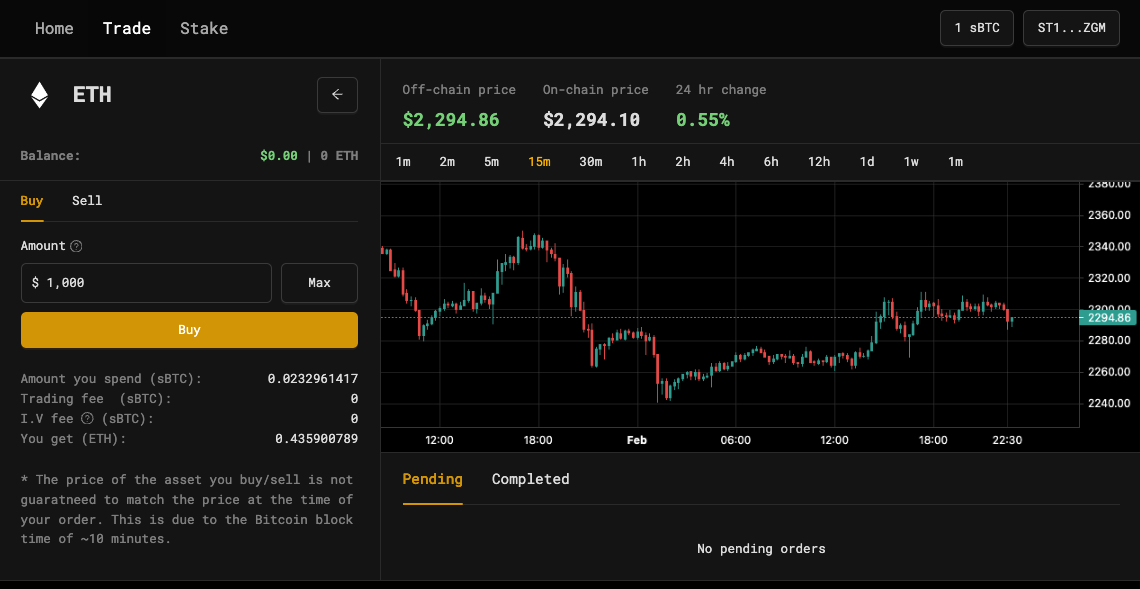 Home Trade Stake 1 sBTC ST1...ZGM
ETH
Balance: $0.00 | 0 ETH
Buy Sell
Amount ?
$ 1,000 Max
Buy
Amount you spend (sBTC): 0.0232961417
Trading fee (sBTC): 0
I.V fee ? (sBTC): 0
You get (ETH): 0.435900789
* The price of the asset you buy/sell is not
guaratneed to match the price at the time of
your order. This is due to the Bitcoin block
time of ~10 minutes.
Off-chain price On-chain price 24 hr change
$2,294.86 $2,294.10 0.55%
1m 2m 5m 15m 30m 1h 2h 4h 6h 12h 1d 1w 1m
2380.00
2360.00
2340.00
2320.00
2300.00
2294.86
2280.00
2260.00
2240.00
12:00 18:00 Feb 06:00 12:00 18:00 22:30
Pending Completed
No pending orders